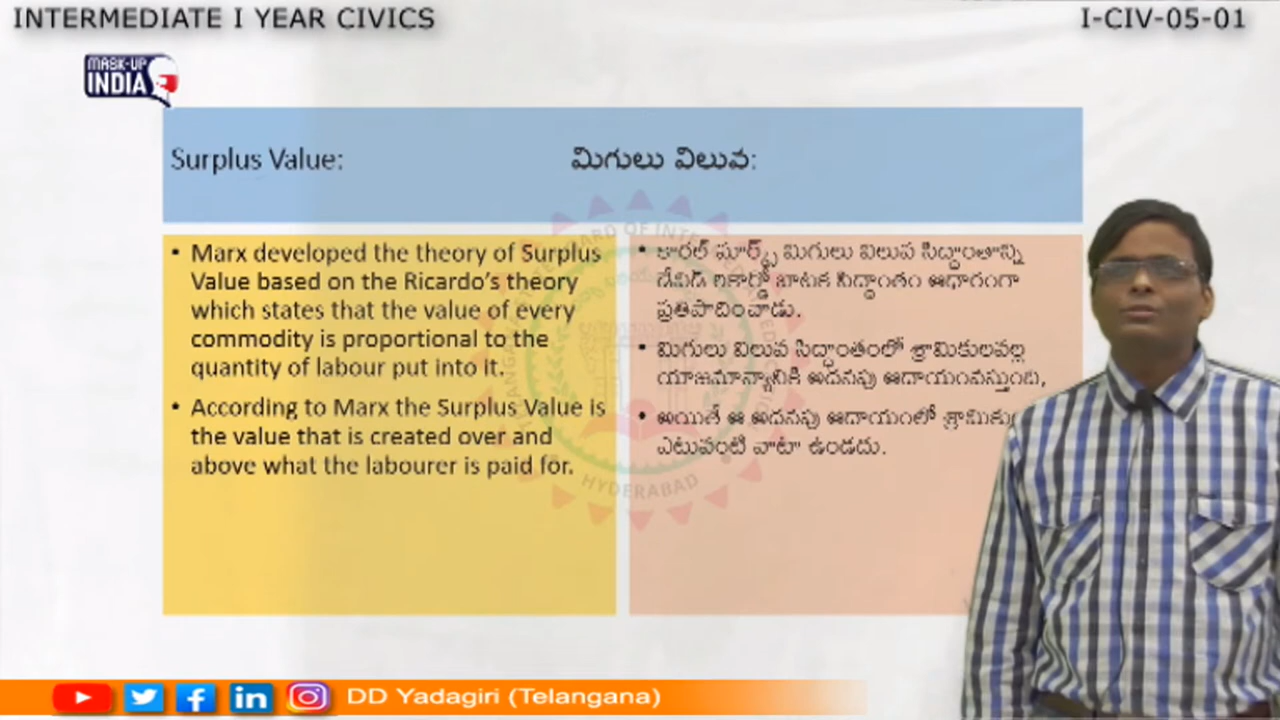 INTERMEDIATE I YEAR CIVICS
I-CIV-05-01
MASK-UP
INDIA
Surplus Value:
మిగులు విలువ:
• Marx developed the theory of Surplus
Value based on the Ricardo's theory
which states that the value of every
commodity is proportional to the
quantity of labour put into it.
• According to Marx the Surplus Value is
the value that is created over and
above what the labourer is paid for.
• కారల్ మార్క్స్ మిగులు విలువ సిద్ధాంతాన్ని
డేవిడ్ రికార్డో బాటక సిద్ధాంతం ఆధారంగా
ప్రతిపాదించాడు.
• మిగులు విలువ సిద్ధాంతంలో శ్రామికులవల్ల
యాజమాన్యానికి అదనపు ఆదాయంవస్తుంది,
• అయితే ఆ అదనపు ఆదాయంలో
ఎటువంటి వాటా ఉండదు.
HYDERABAD
DD Yadagiri (Telangana)